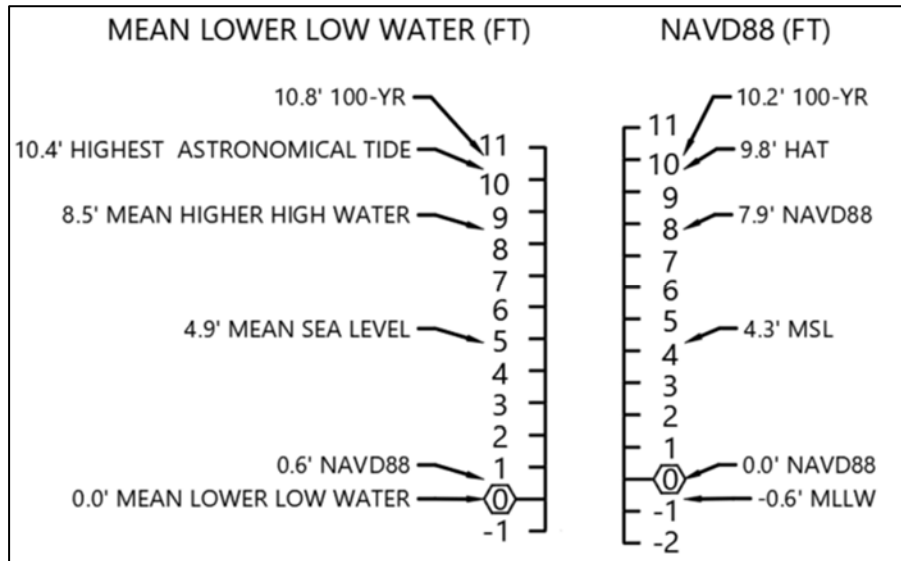 MEAN LOWER LOW WATER (FT)
10.8' 100-YR
10.4' HIGHEST ASTRONOMICAL TIDE
8.5' MEAN HIGHER HIGH WATER
4.9' MEAN SEA LEVEL
0.6' NAVD88
0.0' MEAN LOWER LOW WATER
11
10
9
8
7
6
5
4
3
2
1
0
-1
NAVD88 (FT)
11
10
9
8
7
6
5
4
3
2
1
0
-1
-2
10.2' 100-YR
9.8' HAT
7.9' NAVD88
4.3' MSL
0.0' NAVD88
-0.6' MLLW